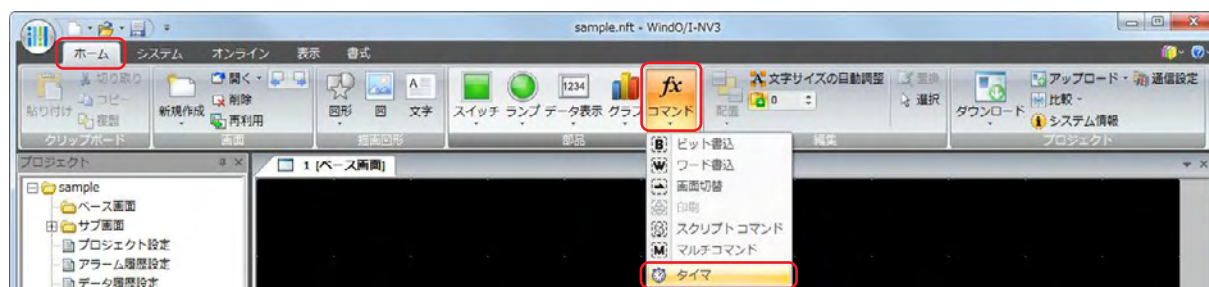 sample.nft - WindO/I-NV3
ホーム システム オンライン 表示 書式
貼り付け 切り取り コピー 複製
新規作成 開く 削除 再利用
図形 図 文字
スイッチ ランプ データ表示 グラフ コマンド
配置 文字サイズの自動調整 0 置換 選択
ダウンロード アップロード 通信設定 比較 システム情報
クリップボード 画面 描画図形 部品 編集 プロジェクト
1234
A
fx
プロジェクト
1 [ベース画面]
sample
ベース画面
サブ画面
プロジェクト設定
アラーム履歴設定
データ履歴設定
B ビット書込
W ワード書込
画面切替
印刷
S スクリプトコマンド
M マルチコマンド
タイマ